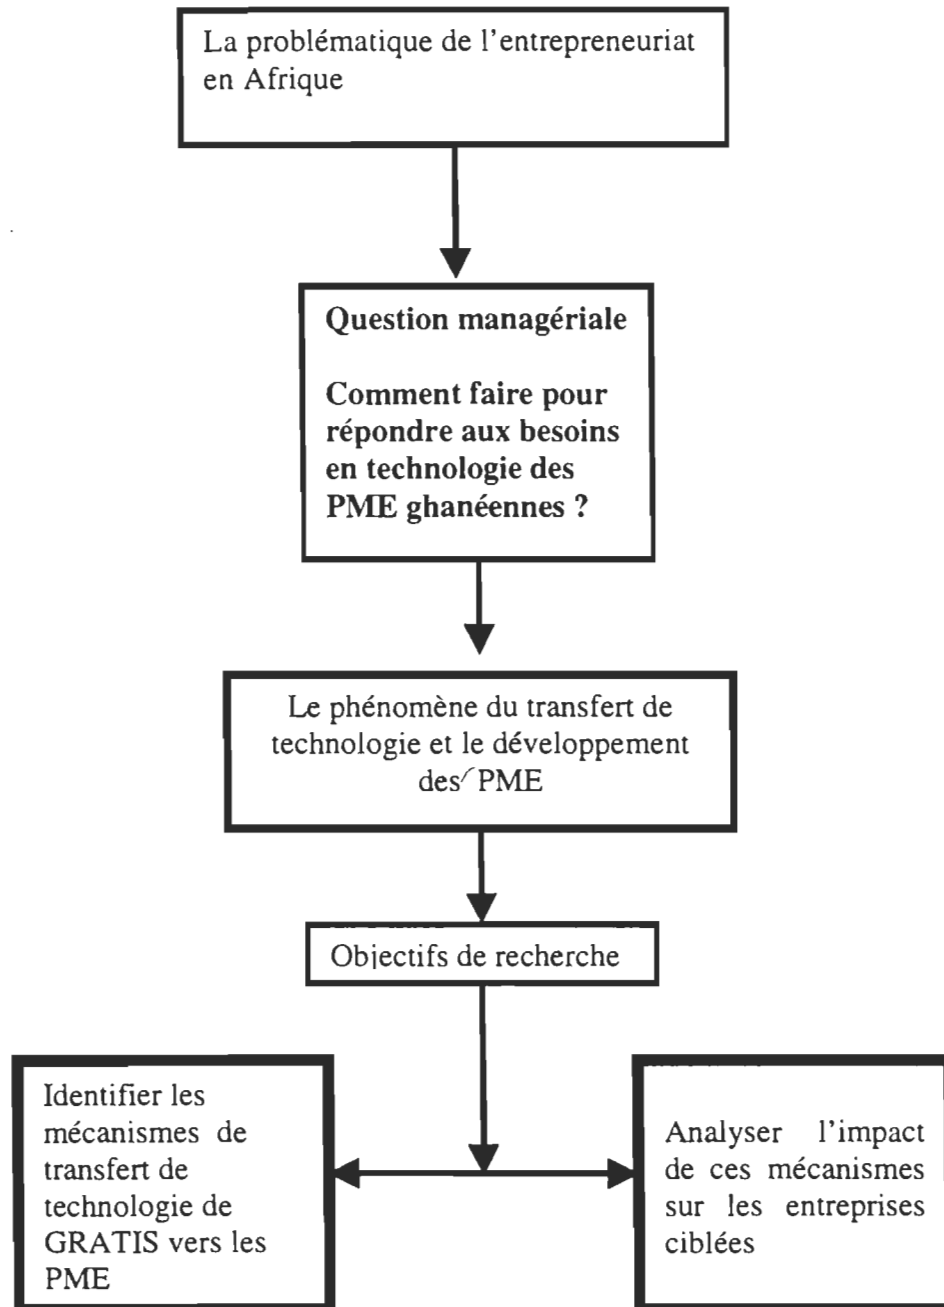 La problématique de l'entrepreneuriat
en Afrique
Question managériale
Comment faire pour
répondre aux besoins
en technologie des
PME ghanéennes ?
Le phénomène du transfert de
technologie et le développement
des PME
Objectifs de recherche
Identifier les
mécanismes de
transfert de
technologie de
GRATIS vers les
PME
Analyser l'impact
de ces mécanismes
sur les entreprises
ciblées